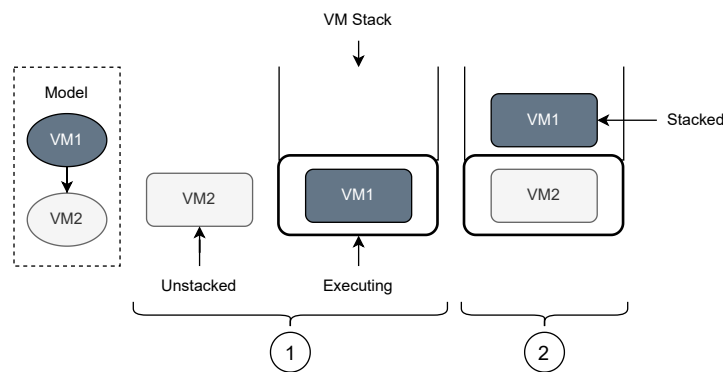 VM Stack
Model
VM1
VM2
VM2
VM1
VM1
VM2
Stacked
Unstacked
Executing
1
2